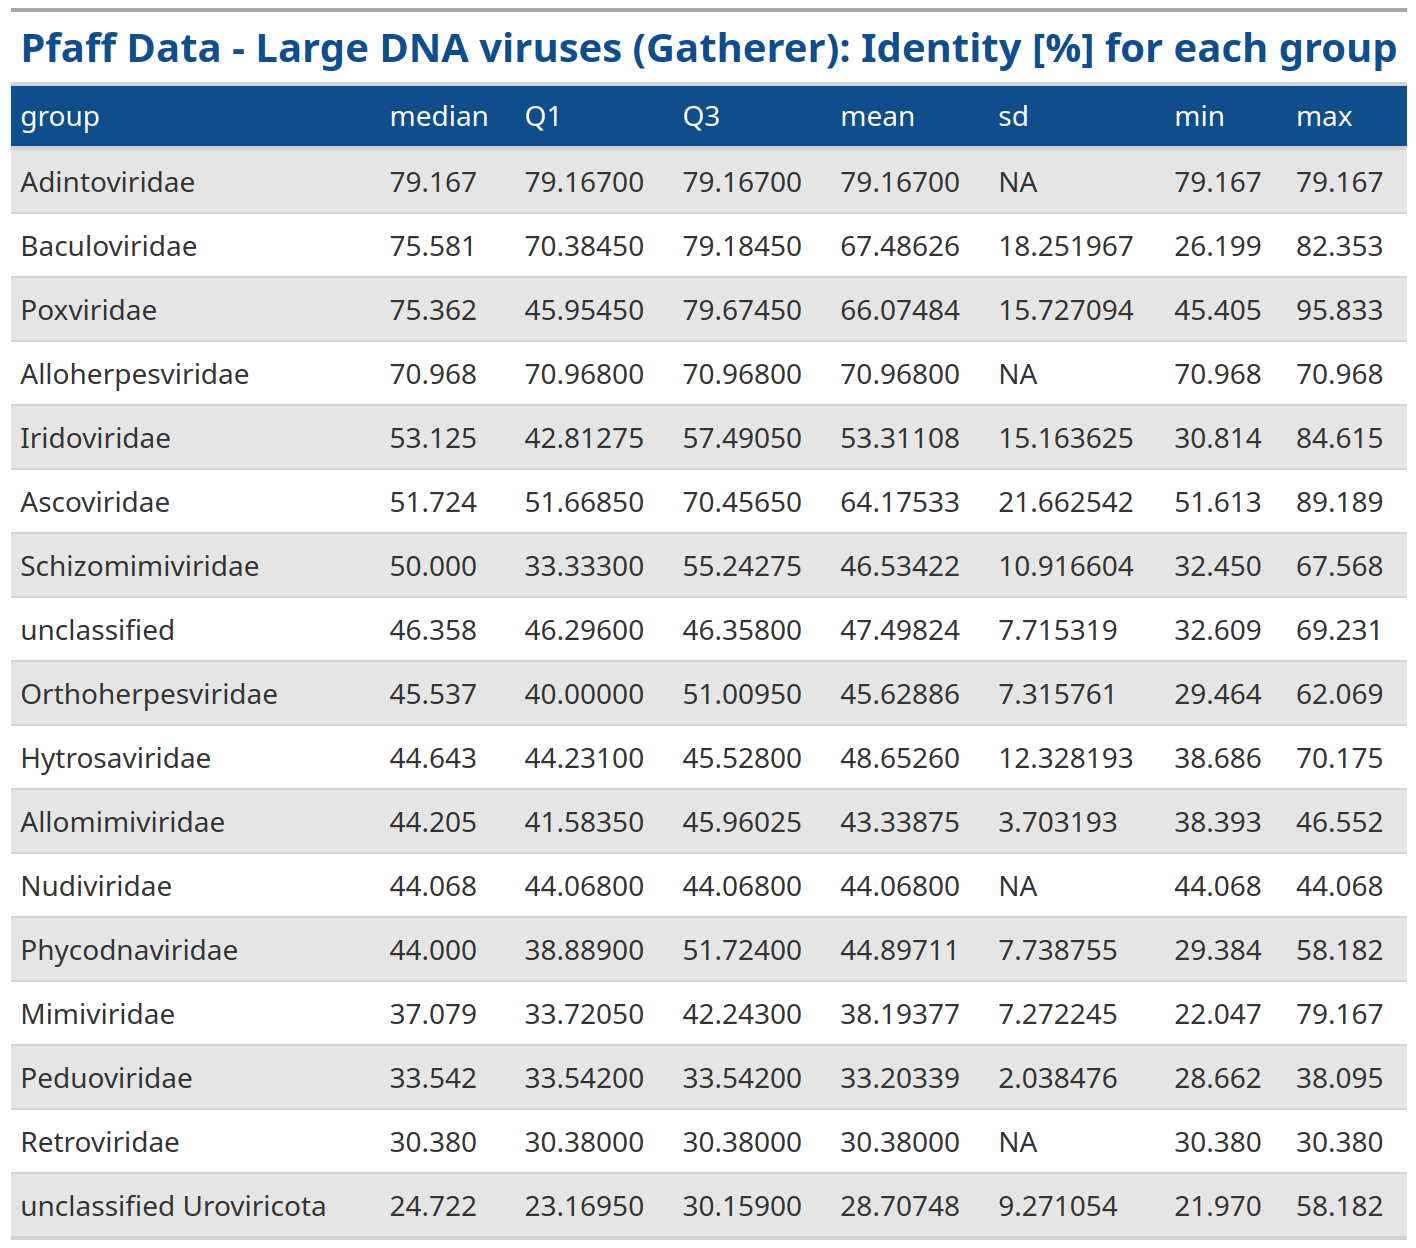 Pfaff Data - Large DNA viruses (Gatherer): Identity [%] for each group
group median Q1 Q3 mean sd min max
Adintoviridae 79.167 79.16700 79.16700 79.16700 NA 79.167 79.167
Baculoviridae 75.581 70.38450 79.18450 67.48626 18.251967 26.199 82.353
Poxviridae 75.362 45.95450 79.67450 66.07484 15.727094 45.405 95.833
Alloherpesviridae 70.968 70.96800 70.96800 70.96800 NA 70.968 70.968
Iridoviridae 53.125 42.81275 57.49050 53.31108 15.163625 30.814 84.615
Ascoviridae 51.724 51.66850 70.45650 64.17533 21.662542 51.613 89.189
Schizomimiviridae 50.000 33.33300 55.24275 46.53422 10.916604 32.450 67.568
unclassified 46.358 46.29600 46.35800 47.49824 7.715319 32.609 69.231
Orthoherpesviridae 45.537 40.00000 51.00950 45.62886 7.315761 29.464 62.069
Hytrosaviridae 44.643 44.23100 45.52800 48.65260 12.328193 38.686 70.175
Allomimiviridae 44.205 41.58350 45.96025 43.33875 3.703193 38.393 46.552
Nudiviridae 44.068 44.06800 44.06800 44.06800 NA 44.068 44.068
Phycodnaviridae 44.000 38.88900 51.72400 44.89711 7.738755 29.384 58.182
Mimiviridae 37.079 33.72050 42.24300 38.19377 7.272245 22.047 79.167
Peduoviridae 33.542 33.54200 33.54200 33.20339 2.038476 28.662 38.095
Retroviridae 30.380 30.38000 30.38000 30.38000 NA 30.380 30.380
unclassified Uroviricota 24.722 23.16950 30.15900 28.70748 9.271054 21.970 58.182